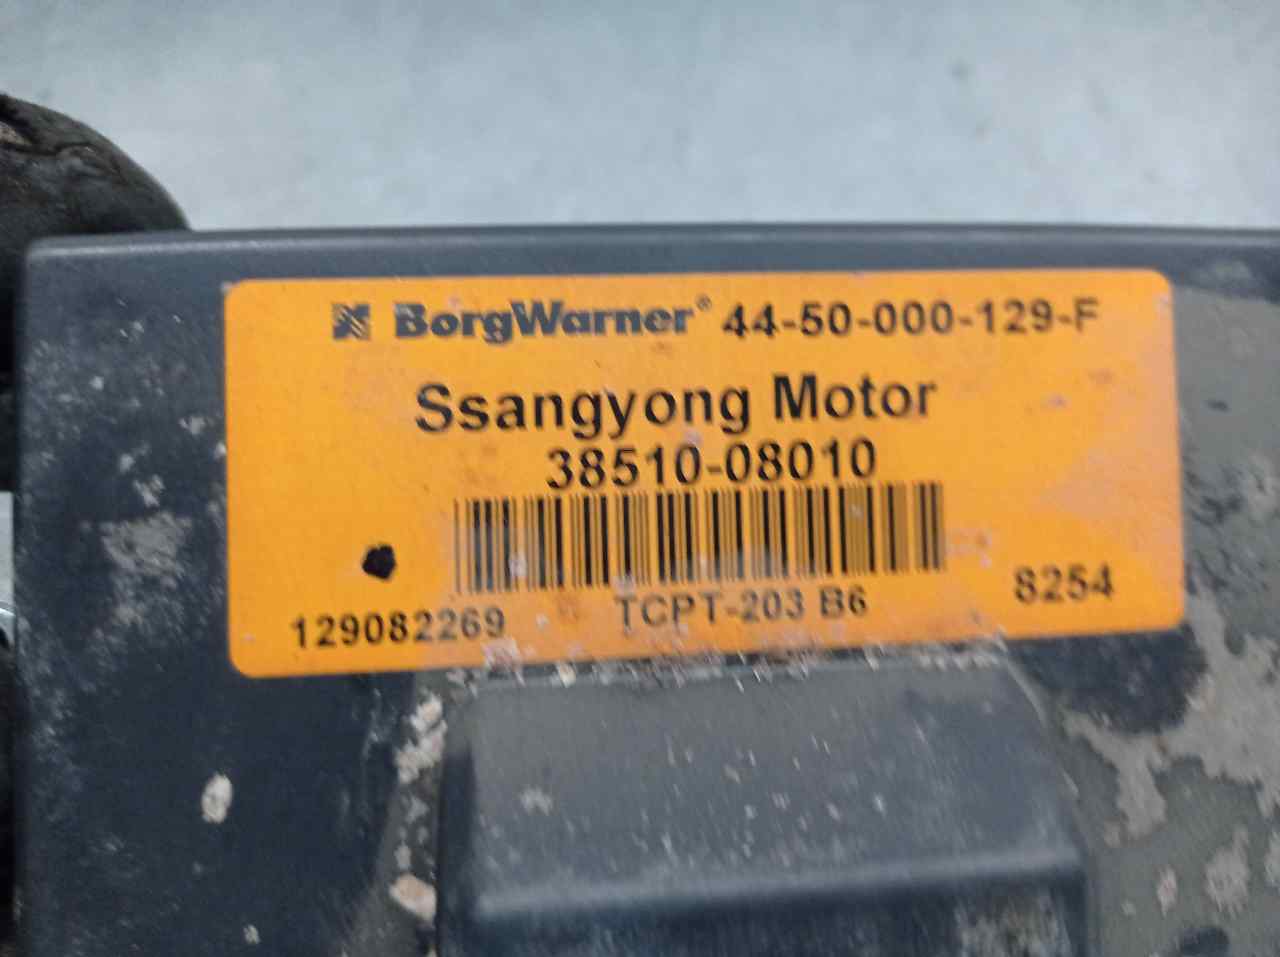 BorgWarner® 44-50-000-129-F
Ssangyong Motor
38510-08010
129082269 TCPT-203 B6 8254